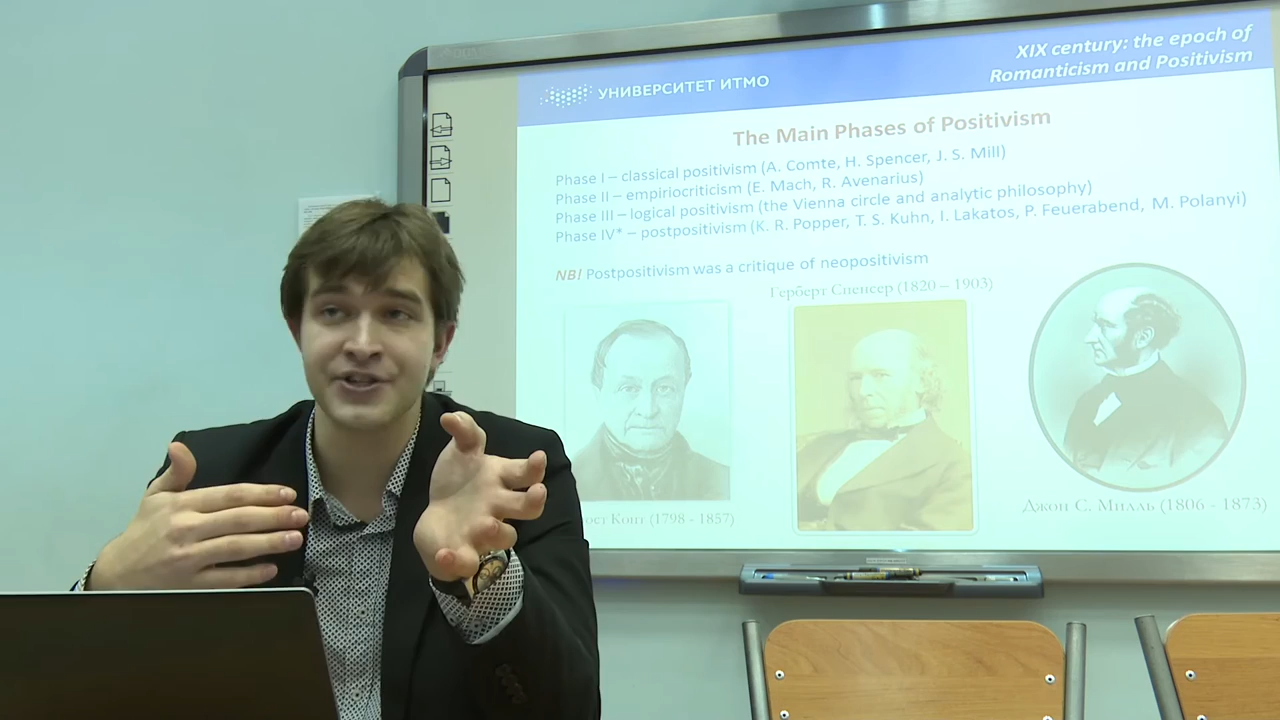 XIX century: the epoch of
Romanticism and Positivism
УНИВЕРСИТЕТ ИТМО
The Main Phases of Positivism
Phase I – classical positivism (A. Comte, H. Spencer, J. S. Mill)
Phase II – empiriocriticism (E. Mach, R. Avenarius)
Phase III – logical positivism (the Vienna circle and analytic philosophy)
Phase IV* – postpositivism (K. R. Popper, T. S. Kuhn, I. Lakatos, P. Feuerabend, M. Polanyi)
NB! Postpositivism was a critique of neopositivism
Герберт Спенсер (1820 – 1903)
Конт (1798 - 1857)
Джон С. Милль (1806 - 1873)